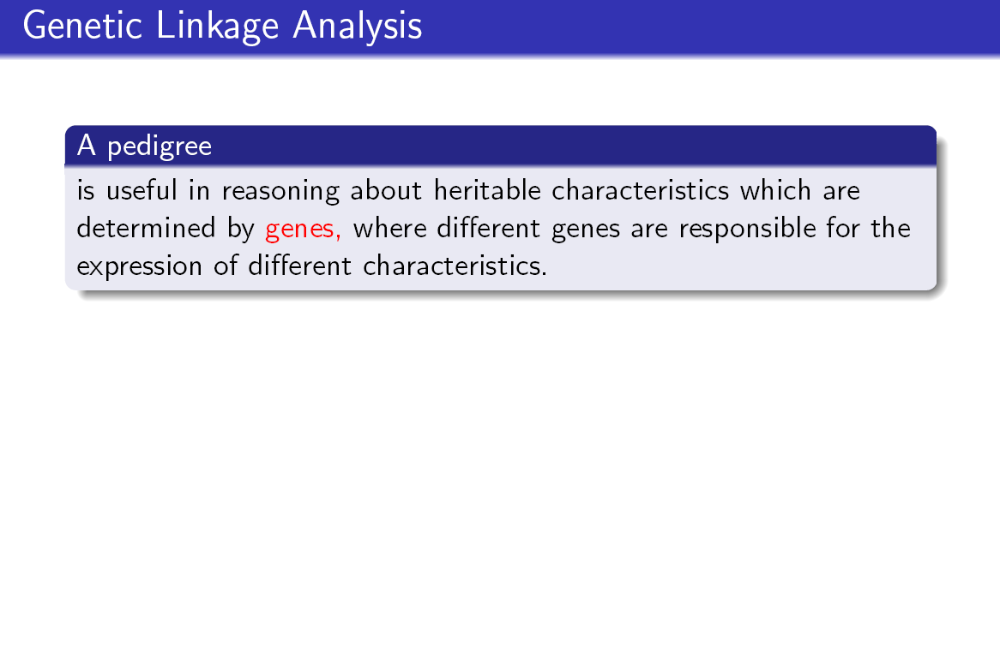 Genetic Linkage Analysis
A pedigree
is useful in reasoning about heritable characteristics which are
determined by genes, where different genes are responsible for the
expression of different characteristics.